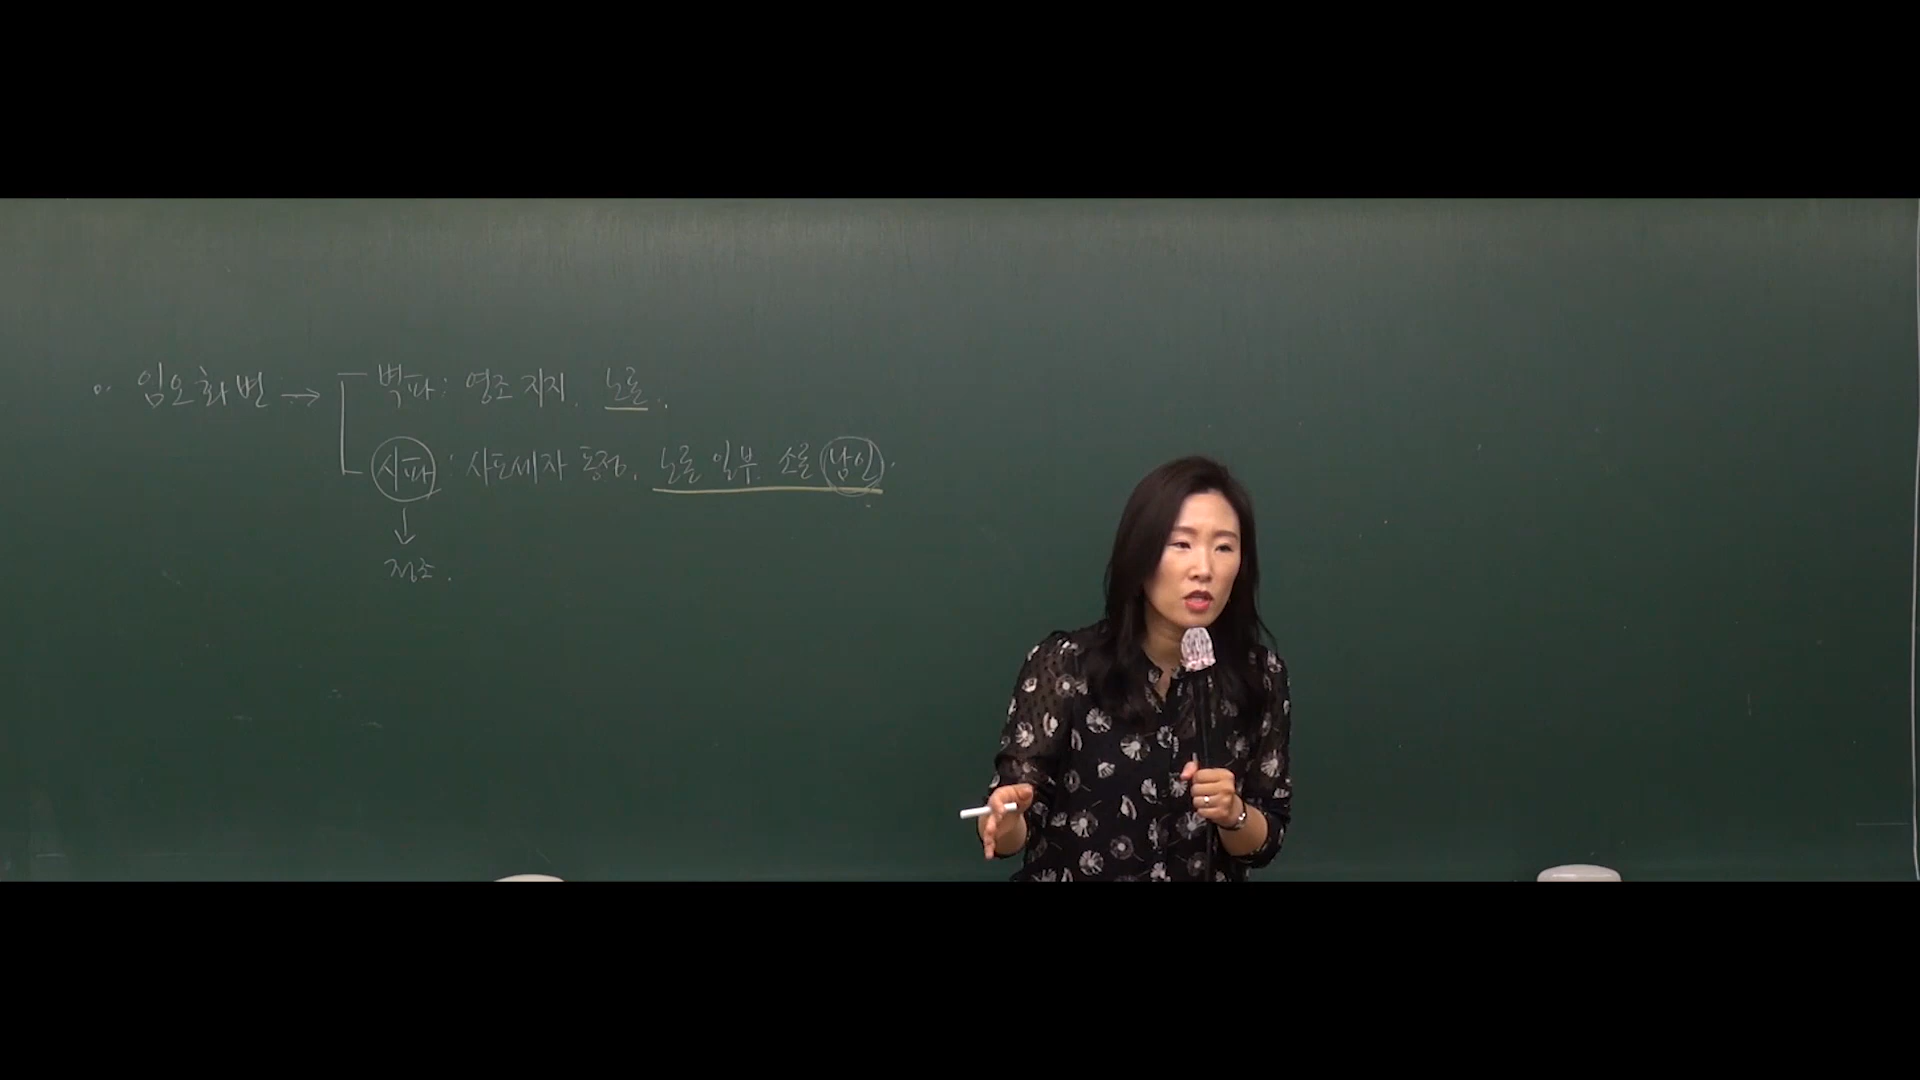 임오화변 → 벽파: 영조 지지. 노론.
시파: 사도세자 동정. 노론 일부 소론 남인.
↓
정조.